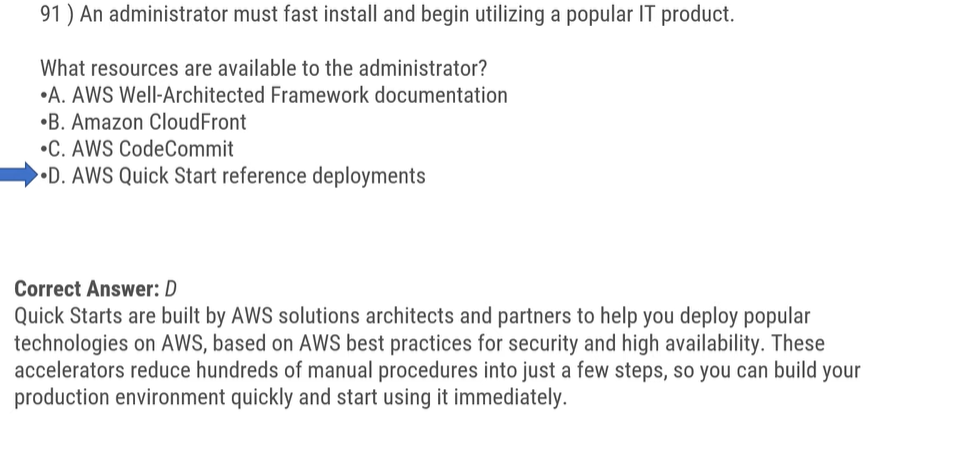 91 ) An administrator must fast install and begin utilizing a popular IT product.
What resources are available to the administrator?
•A. AWS Well-Architected Framework documentation
•B. Amazon CloudFront
•C. AWS CodeCommit
•D. AWS Quick Start reference deployments
Correct Answer: D
Quick Starts are built by AWS solutions architects and partners to help you deploy popular
technologies on AWS, based on AWS best practices for security and high availability. These
accelerators reduce hundreds of manual procedures into just a few steps, so you can build your
production environment quickly and start using it immediately.